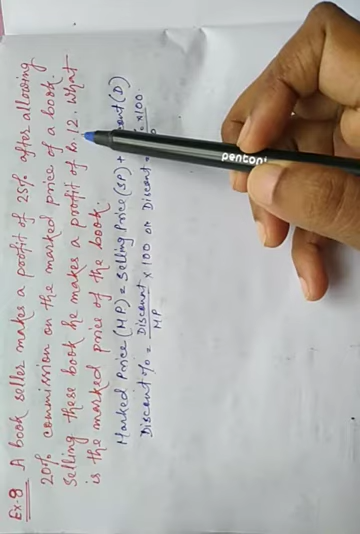 Ex-8 A book seller makes a profit of 25% after allowing
20% commission on the marked price of a book.
Selling these book he makes a profit of Rs.12. What
is the marked price of the book.
Marked Price (MP) = Selling Price (SP) + (D)
Discount % = Discount / MP × 100 or Discount × 100
pentoni